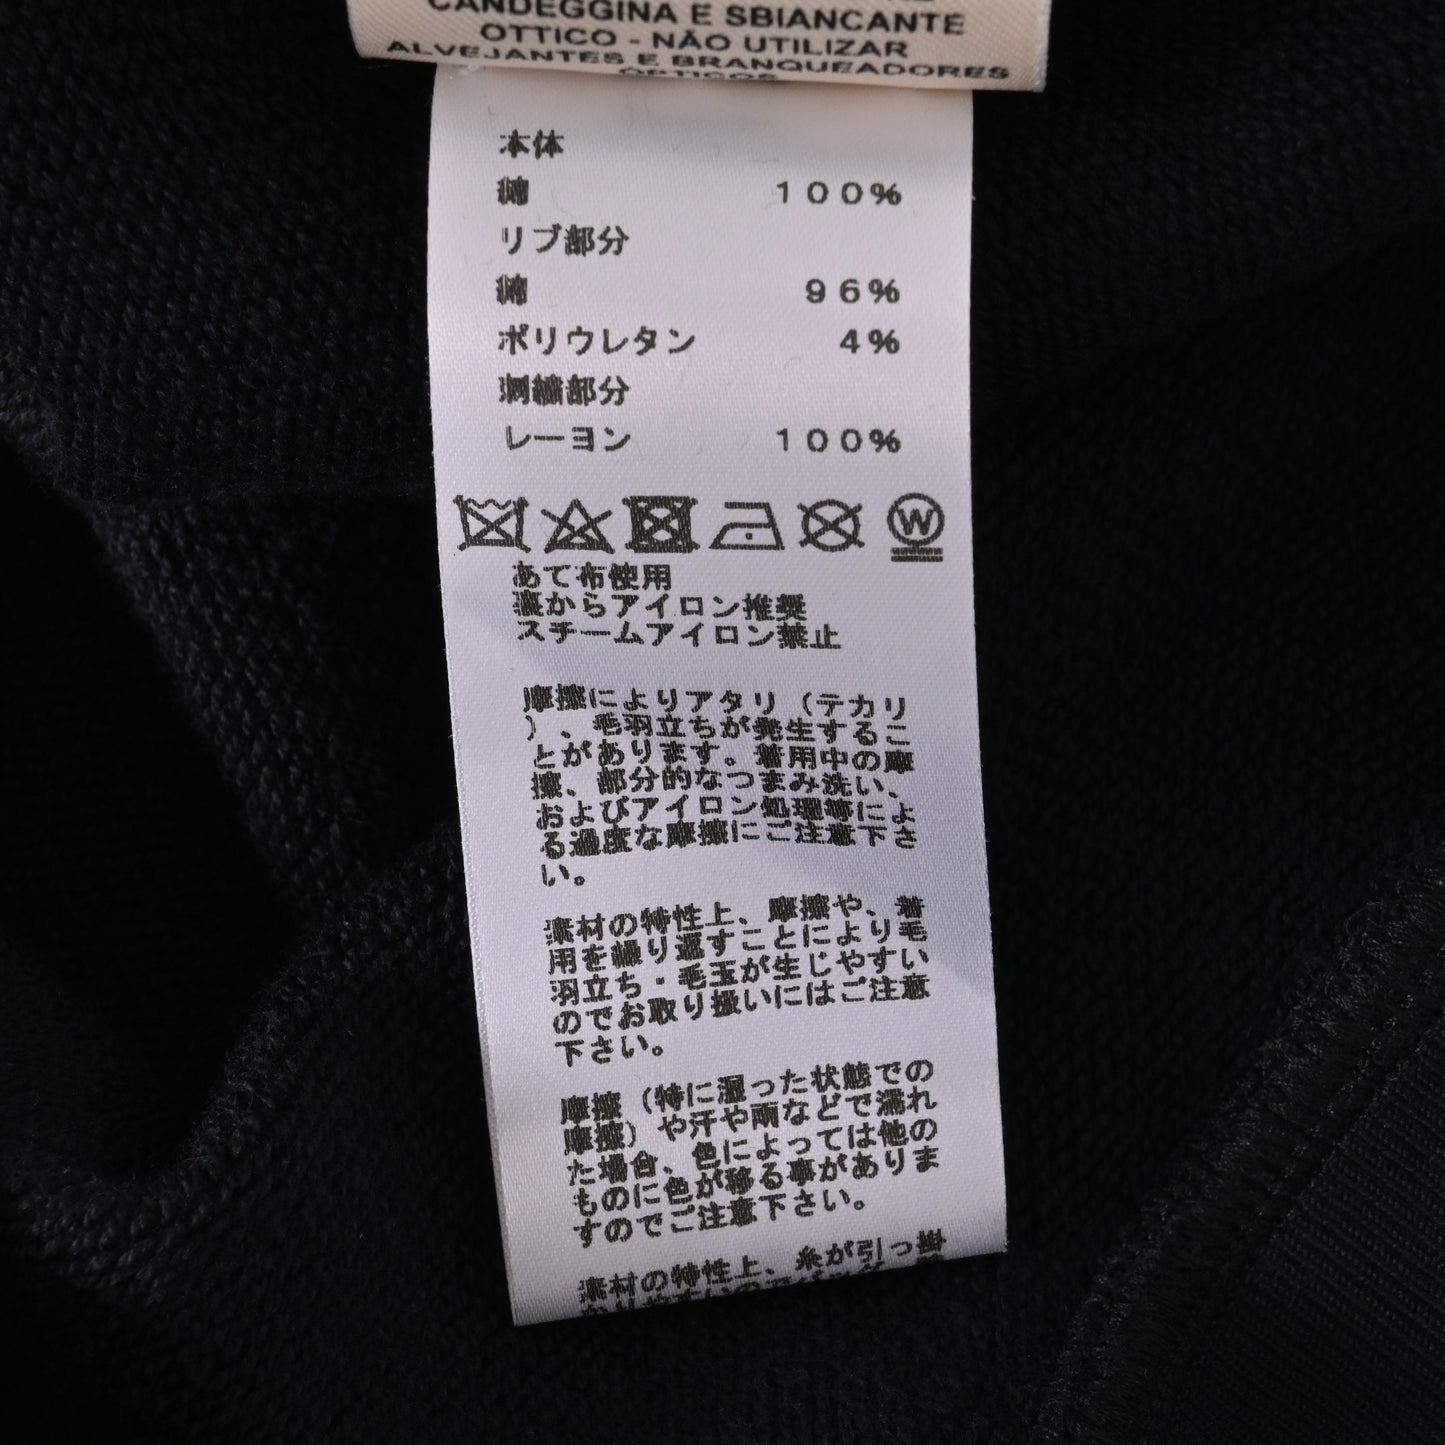 CANDEGGINA E SBIANCANTE
OTTICO - NÃO UTILIZAR
ALVEJANTES E BRANQUEADORES
OPTICOS
本体
綿 100%
リブ部分
綿 96%
ポリウレタン 4%
刺繍部分
レーヨン 100%
W
あて布使用
裏からアイロン推奨
スチームアイロン禁止
摩擦によりアタリ(テカリ
)、毛羽立ちが発生するこ
とがあります。着用中の摩
擦、部分的なつまみ洗い、
およびアイロン処理等によ
る過度な摩擦にご注意下さ
い。
素材の特性上、摩擦や、着
用を繰り返すことにより毛
羽立ち・毛玉が生じやすい
のでお取り扱いにはご注意
下さい。
摩擦(特に湿った状態での
摩擦)や汗や雨などで濡れ
た場合、色によっては他の
ものに色が移る事がありま
すのでご注意下さい。
素材の特性上、糸が引っ掛
かりやすいの